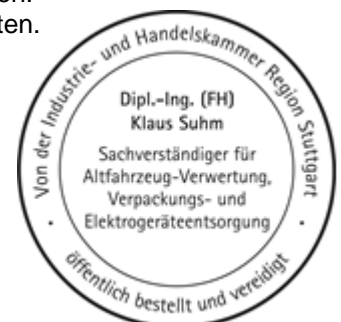 ten.
Von der Industrie- und Handelskammer Region Stuttgart
Dipl.-Ing. (FH)
Klaus Suhm
Sachverständiger für
Altfahrzeug-Verwertung,
Verpackungs- und
Elektrogeräteentsorgung
· öffentlich bestellt und vereidigt ·